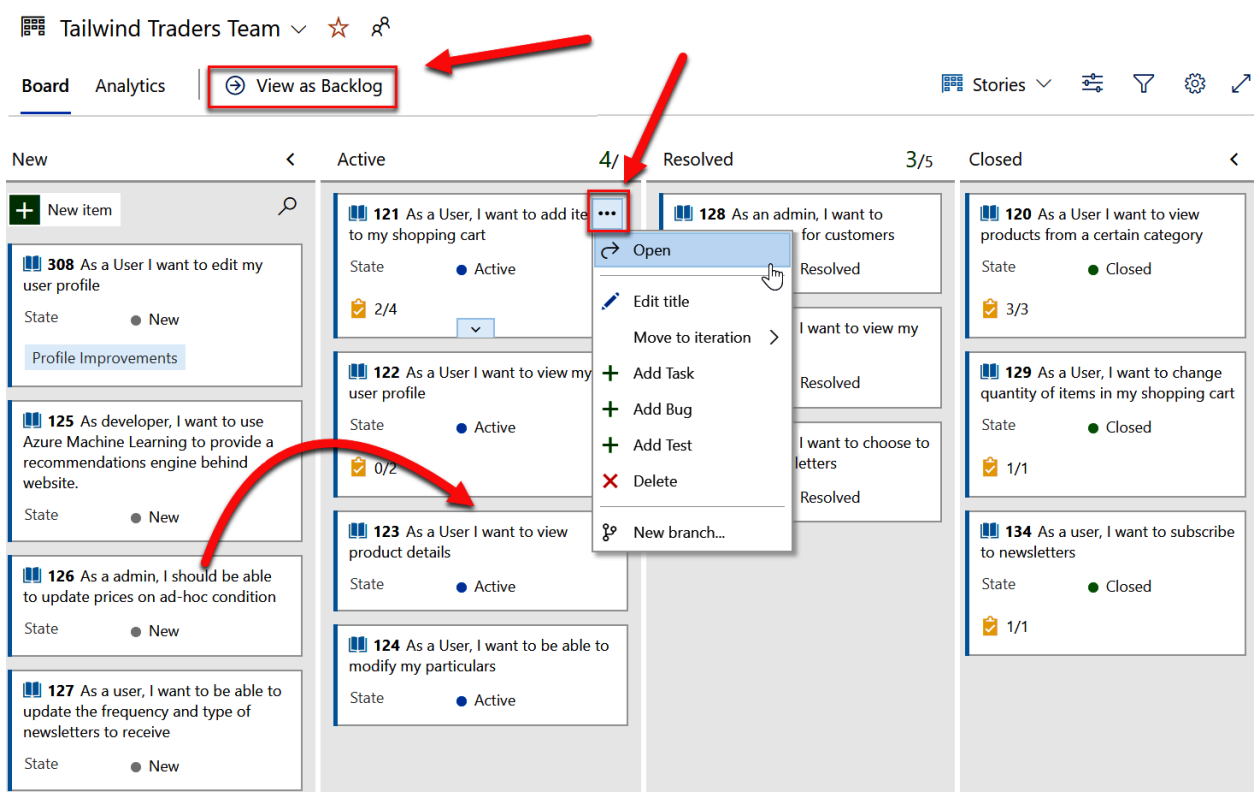 Tailwind Traders Team
Board Analytics View as Backlog Stories
New
New item
308 As a User I want to edit my
user profile
State New
Profile Improvements
125 As developer, I want to use
Azure Machine Learning to provide a
recommendations engine behind
website.
State New
126 As a admin, I should be able
to update prices on ad-hoc condition
State New
127 As a user, I want to be able to
update the frequency and type of
newsletters to receive
State New
Active 4/
121 As a User, I want to add ite
to my shopping cart
State Active
2/4
122 As a User I want to view my
user profile
State Active
0/2
123 As a User I want to view
product details
State Active
124 As a User, I want to be able to
modify my particulars
State Active
Open
Edit title
Move to iteration
Add Task
Add Bug
Add Test
Delete
New branch...
Resolved 3/5
128 As an admin, I want to
for customers
Resolved
I want to view my
Resolved
I want to choose to
letters
Resolved
Closed
120 As a User I want to view
products from a certain category
State Closed
3/3
129 As a User, I want to change
quantity of items in my shopping cart
State Closed
1/1
134 As a user, I want to subscribe
to newsletters
State Closed
1/1